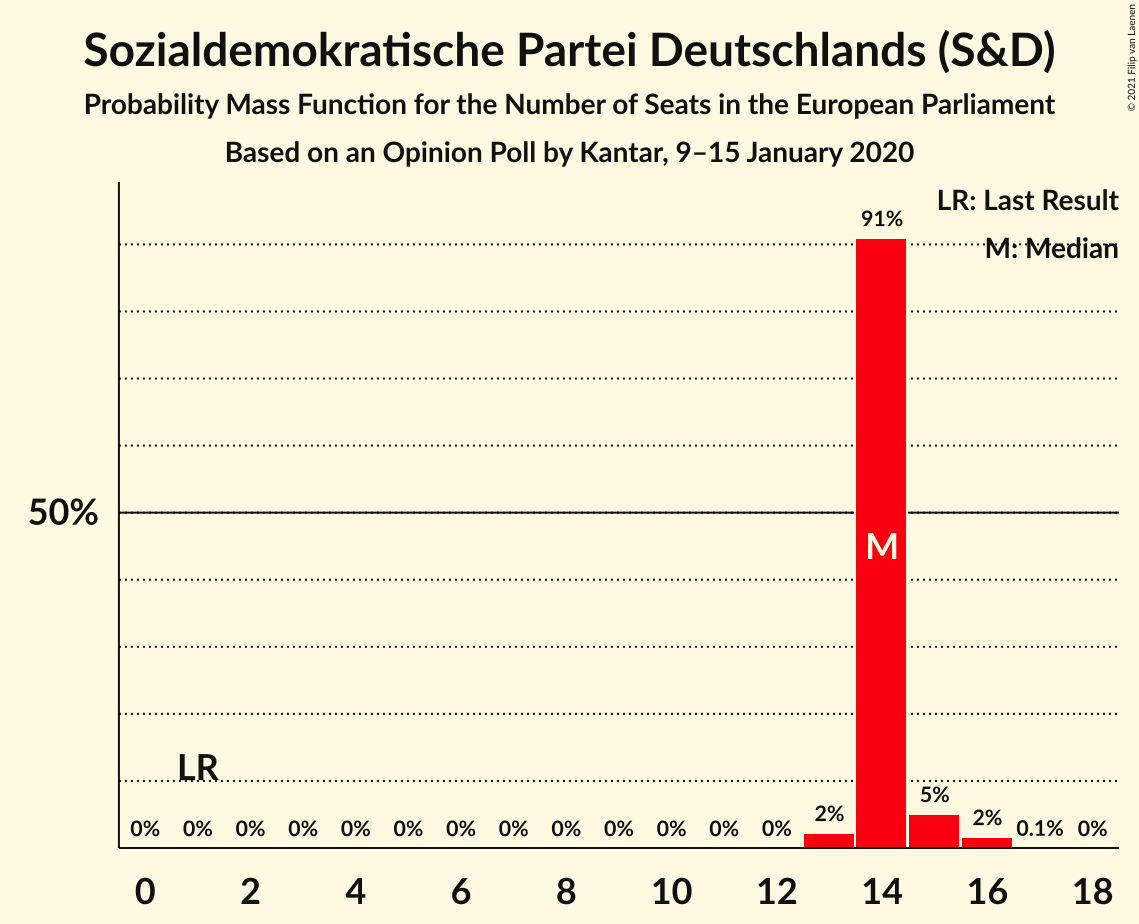 Sozialdemokratische Partei Deutschlands (S&D)
Probability Mass Function for the Number of Seats in the European Parliament
Based on an Opinion Poll by Kantar, 9–15 January 2020
© 2021 Filip van Laenen
LR: Last Result
M: Median
91%
50%
M
LR
0% 0% 0% 0% 0% 0% 0% 0% 0% 0% 0% 0% 0% 2% 5% 2% 0.1% 0%
0 2 4 6 8 10 12 14 16 18